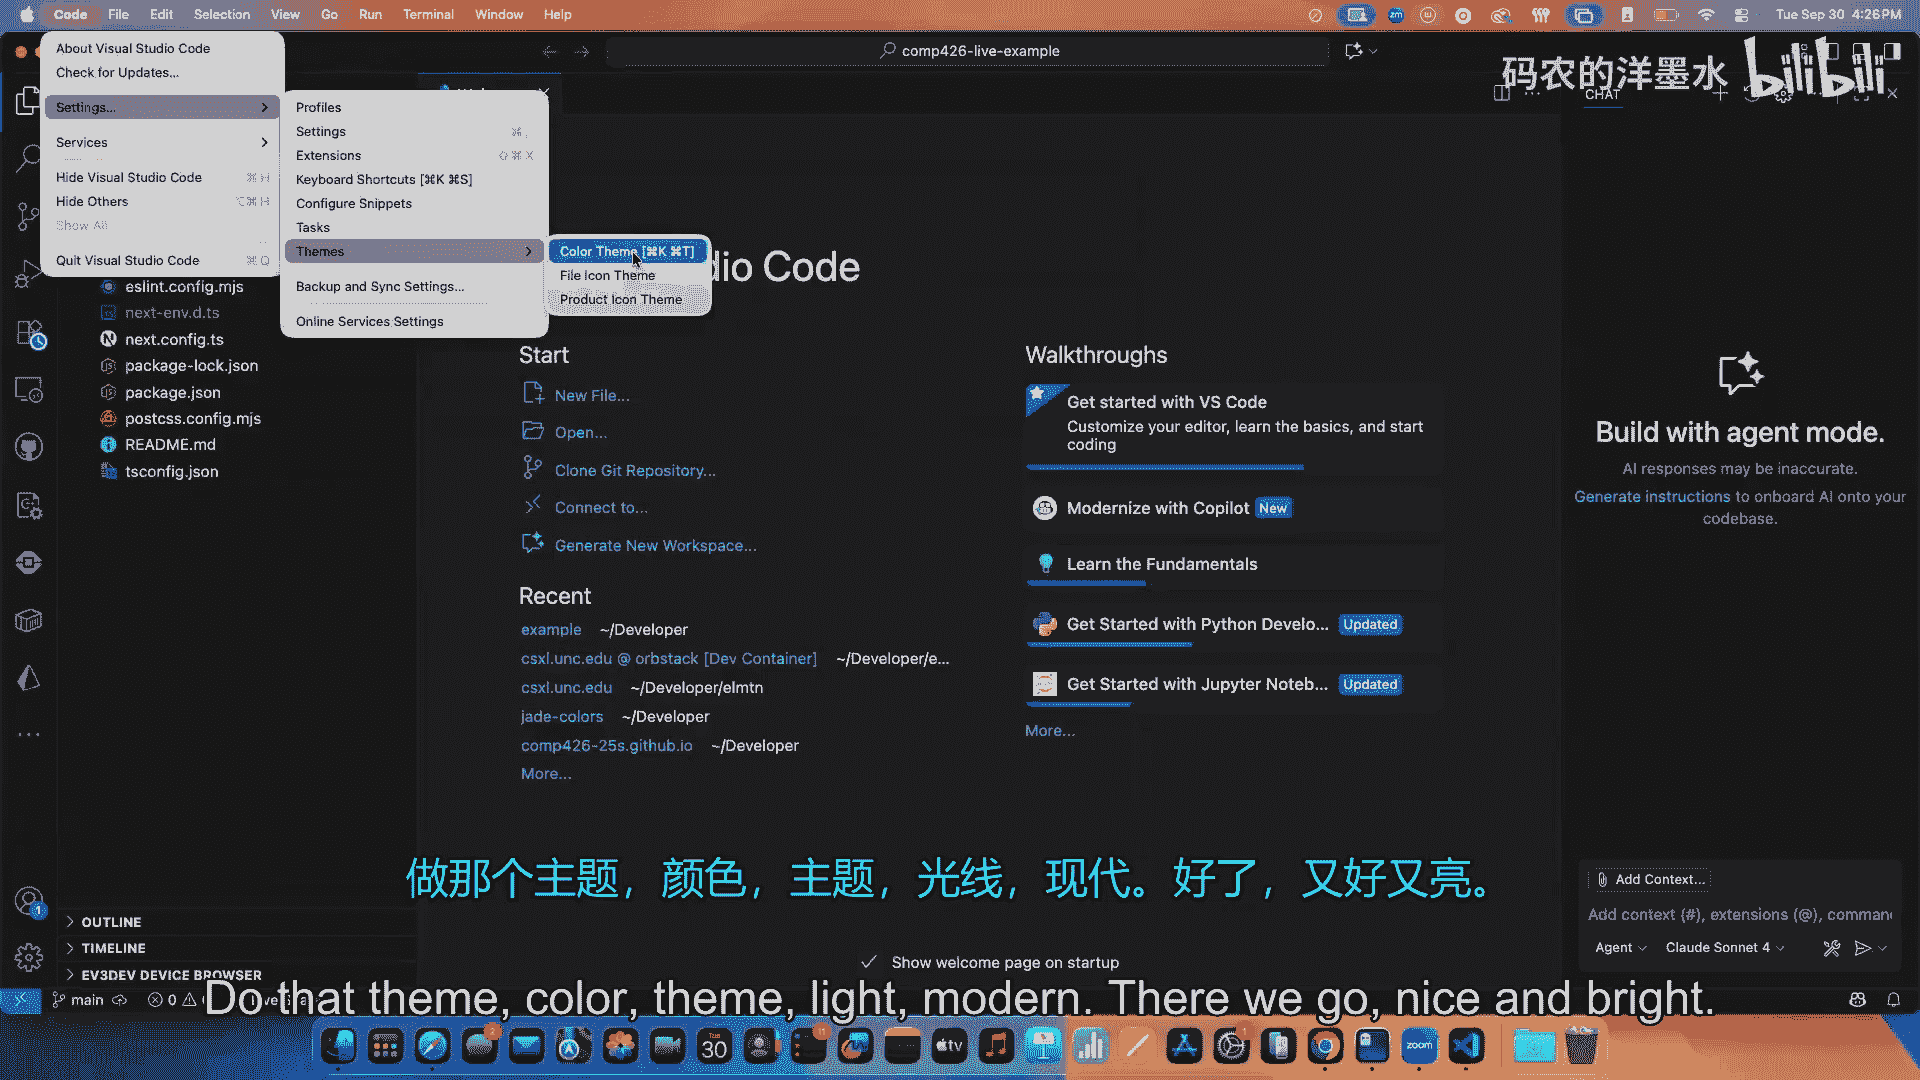 Code File Edit Selection View Go Run Terminal Window Help
Tue Sep 30 4:26 PM
About Visual Studio Code
Check for Updates...
Settings...
Services
Hide Visual Studio Code ⌘ H
Hide Others ⌥⌘ H
Show All
Quit Visual Studio Code ⌘ Q
Profiles
Settings ⌘ ,
Extensions ⇧ ⌘ X
Keyboard Shortcuts [⌘K ⌘S]
Configure Snippets
Tasks
Themes
Backup and Sync Settings...
Online Services Settings
Color Theme [⌘K ⌘T]
File Icon Theme
Product Icon Theme
comp426-live-example
码农的洋墨水 bilibili
CHAT
eslint.config.mjs
next-env.d.ts
next.config.ts
package-lock.json
package.json
postcss.config.mjs
README.md
tsconfig.json
OUTLINE
TIMELINE
EV3DEV DEVICE BROWSER
dio Code
Start
New File...
Open...
Clone Git Repository...
Connect to...
Generate New Workspace...
Recent
example ~/Developer
csxl.unc.edu @ orbstack [Dev Container] ~/Developer/e...
csxl.unc.edu ~/Developer/elmtn
jade-colors ~/Developer
comp426-25s.github.io ~/Developer
More...
Walkthroughs
Get started with VS Code
Customize your editor, learn the basics, and start
coding
Modernize with Copilot New
Learn the Fundamentals
Get Started with Python Develo... Updated
Get Started with Jupyter Noteb... Updated
More...
Show welcome page on startup
Build with agent mode.
AI responses may be inaccurate.
Generate instructions to onboard AI onto your
codebase.
Add Context...
Add context (#), extensions (@), comman
Agent Claude Sonnet 4
做那个主题，颜色，主题，光线，现代。好了，又好又亮。
main 0
Do that theme, color, theme, light, modern. There we go, nice and bright.
Tue
30
tv
zoom